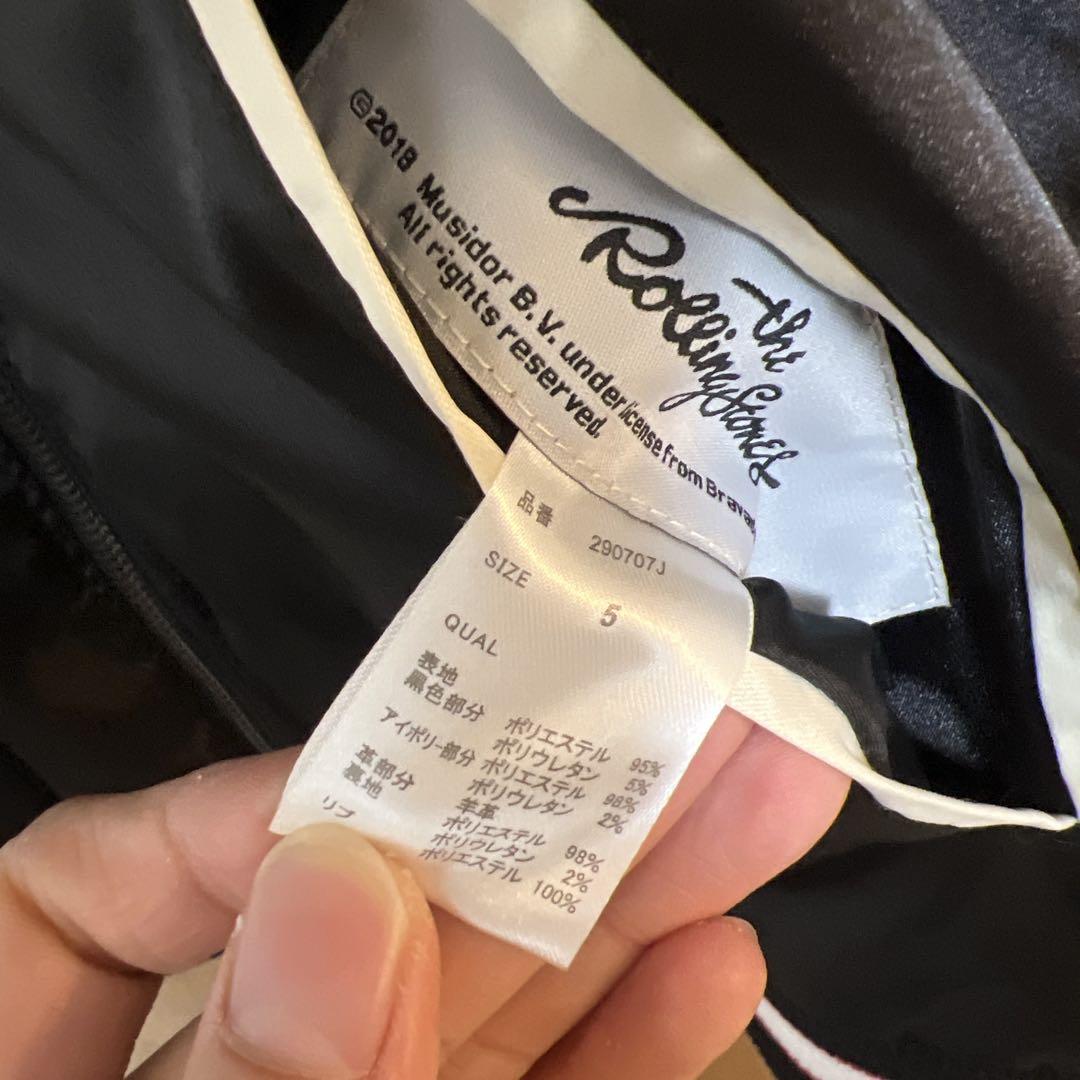 the
Rolling Stones
©2018 Musidor B.V. under license from
All rights reserved.
品番 290707J
SIZE 5
QUAL
表地
黒色部分 ポリエステル 95%
ポリウレタン 5%
アイボリー部分 ポリエステル 98%
ポリウレタン 2%
革部分 羊革
裏地 ポリエステル 98%
ポリウレタン 2%
リブ ポリエステル 100%